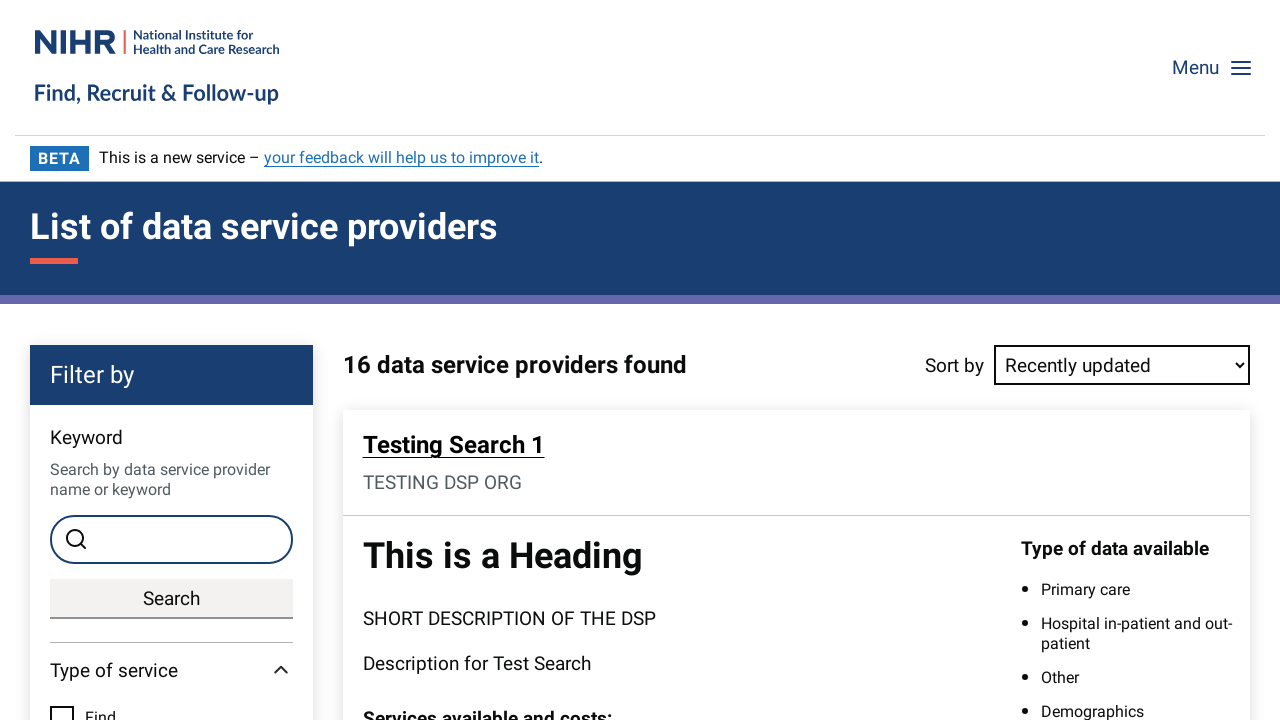 NIHR | National Institute for
Health and Care Research
Find, Recruit & Follow-up
Menu
BETA This is a new service – your feedback will help us to improve it.
List of data service providers
Filter by
Keyword
Search by data service provider
name or keyword
Search
Type of service
Find
16 data service providers found
Sort by Recently updated
Testing Search 1
TESTING DSP ORG
This is a Heading
SHORT DESCRIPTION OF THE DSP
Description for Test Search
Services available and costs:
Type of data available
• Primary care
• Hospital in-patient and out-
patient
• Other
• Demographics